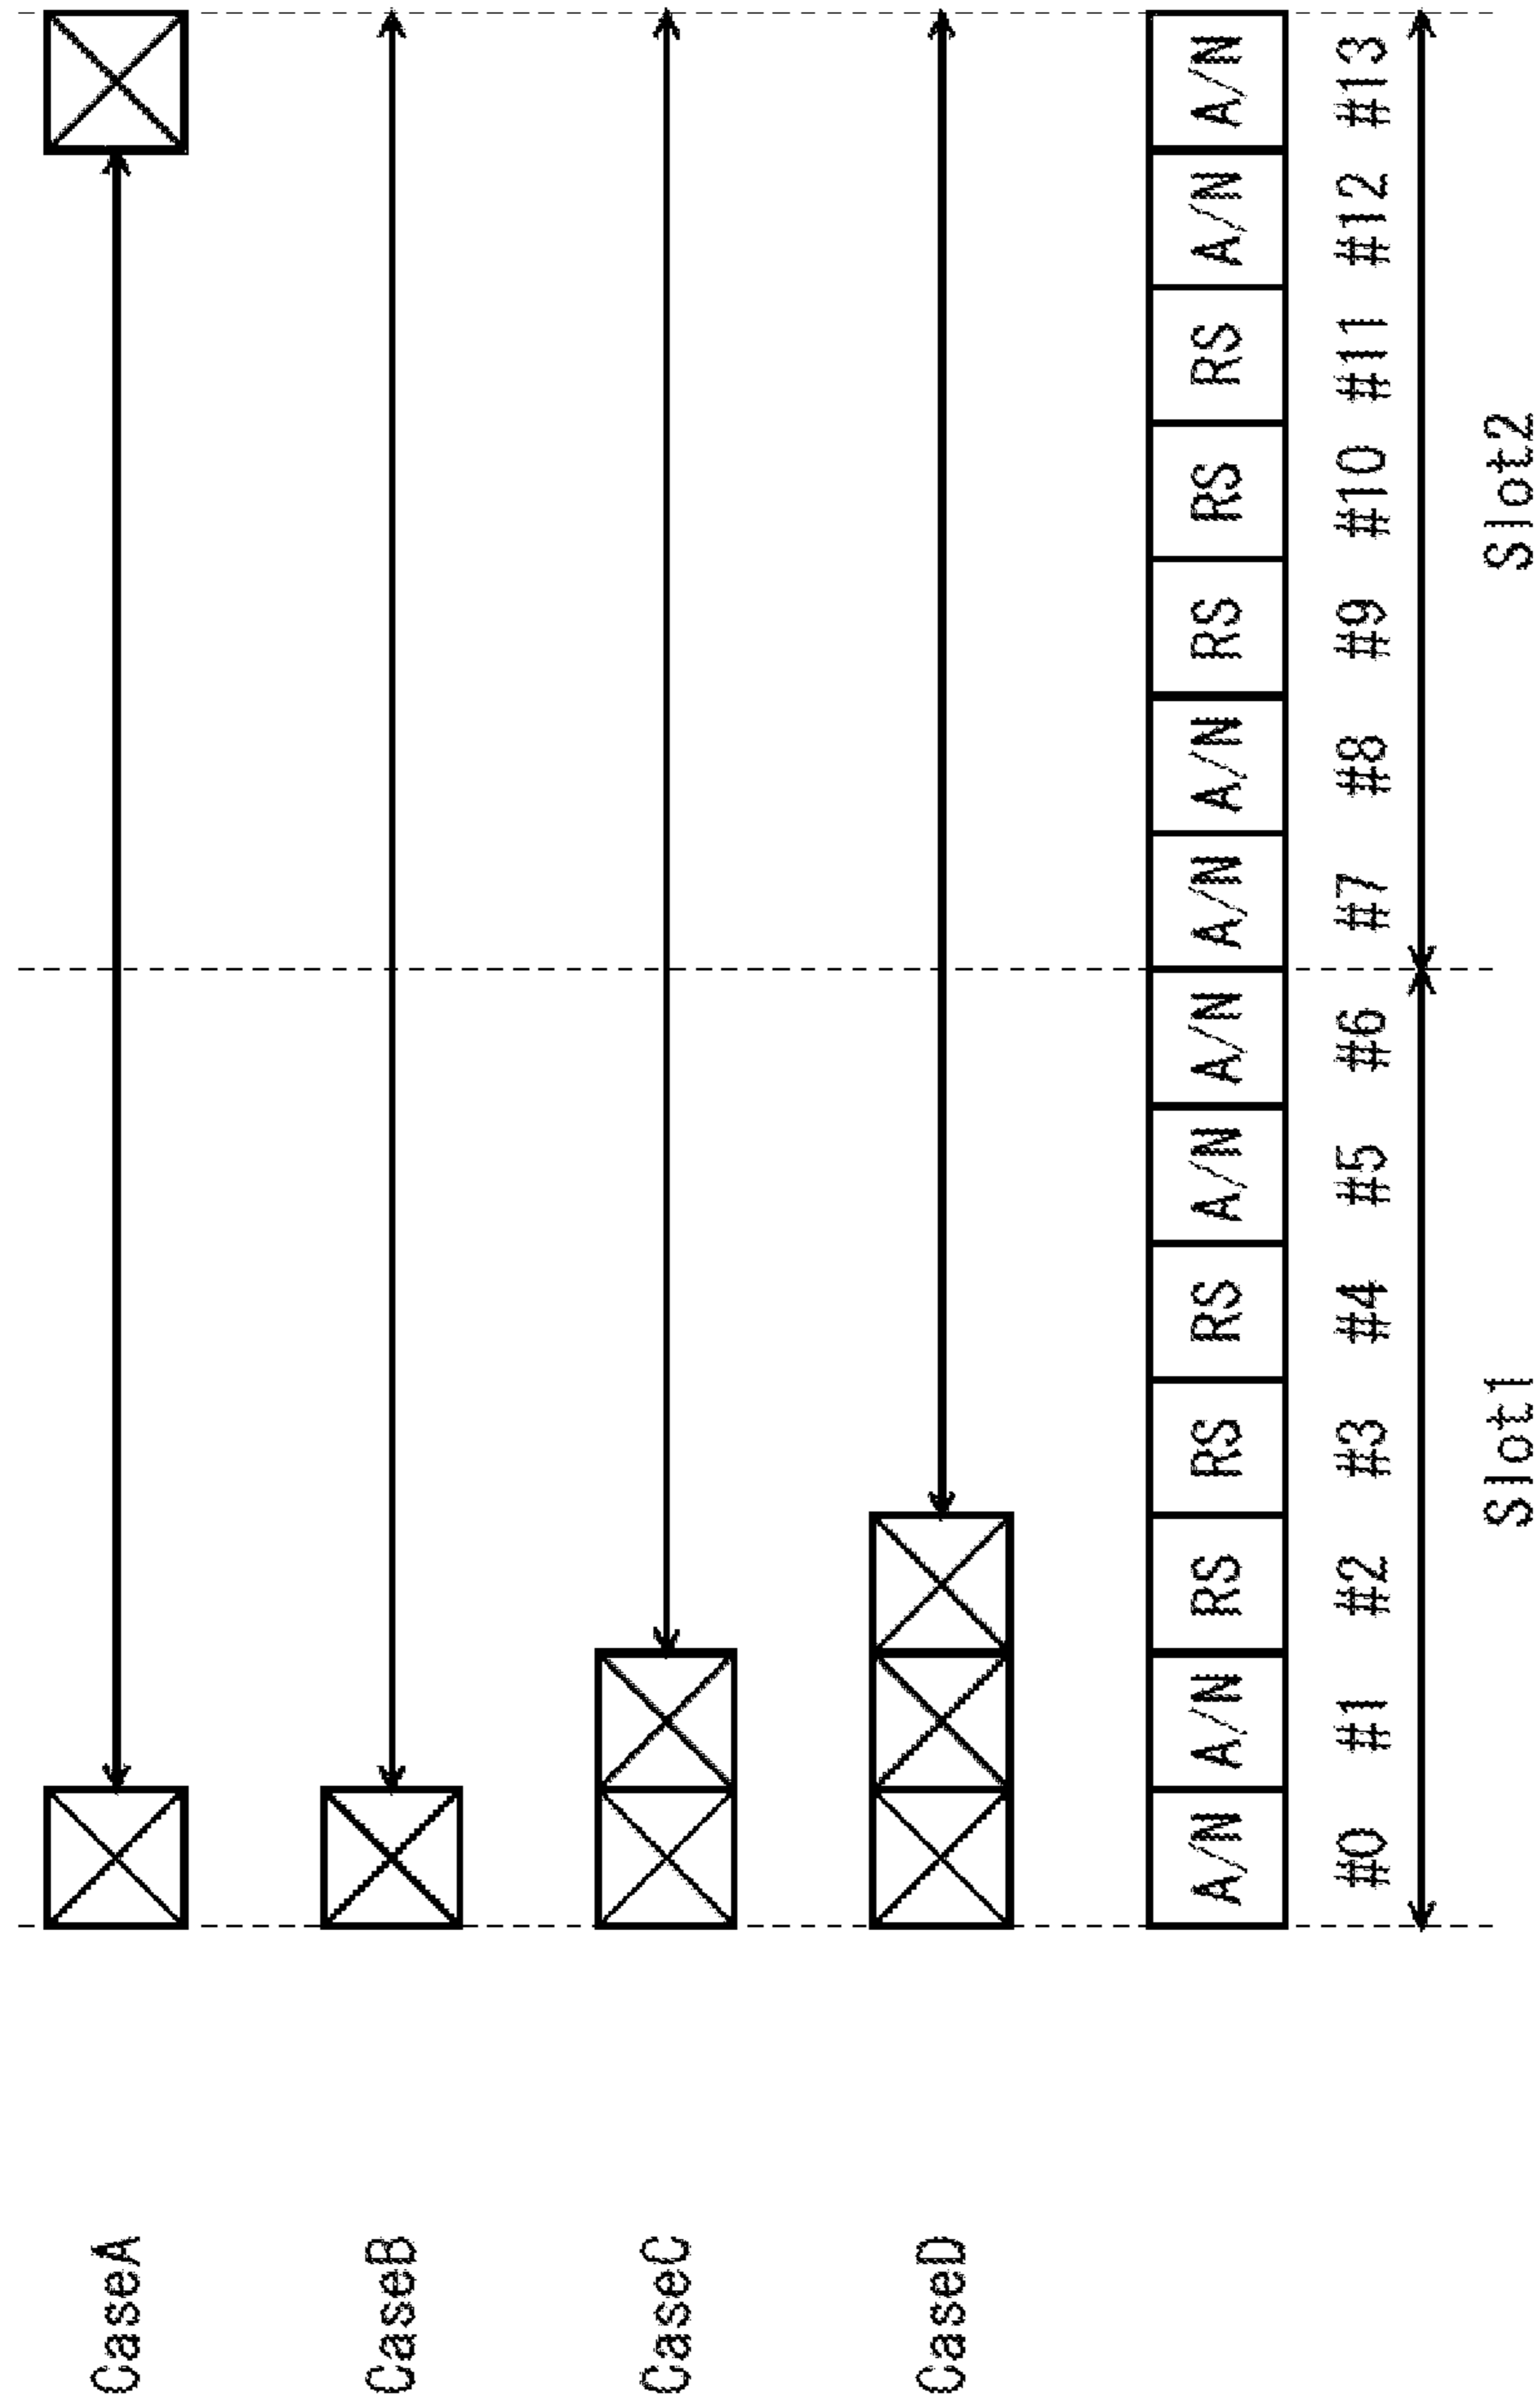 CaseA
CaseB
CaseC
CaseD
A/N A/N RS RS RS A/N A/N A/N A/N RS RS RS A/N A/N
#0 #1 #2 #3 #4 #5 #6 #7 #8 #9 #10 #11 #12 #13
Slot1 Slot2